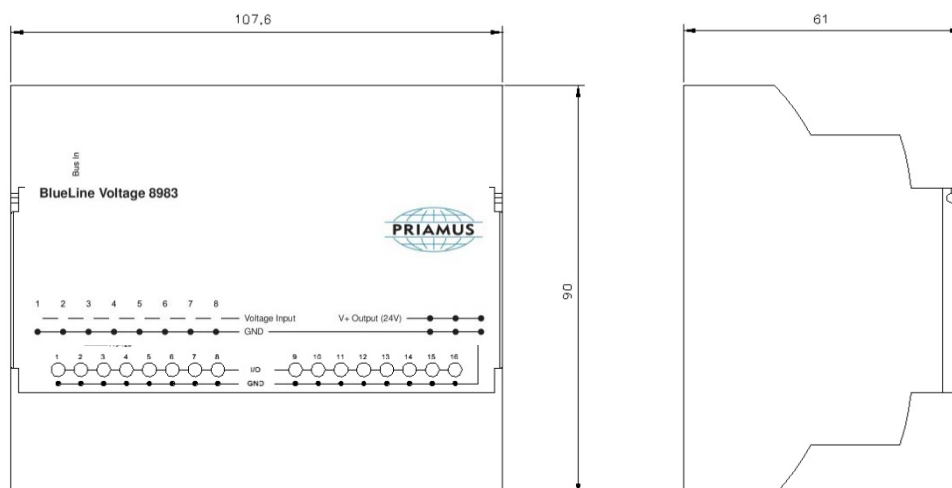 107,6
61
Bus In
BlueLine Voltage 8983
PRIAMUS
90
1 2 3 4 5 6 7 8
Voltage Input V+ Output (24V)
GND
1 2 3 4 5 6 7 8 I/O 9 10 11 12 13 14 15 16
GND